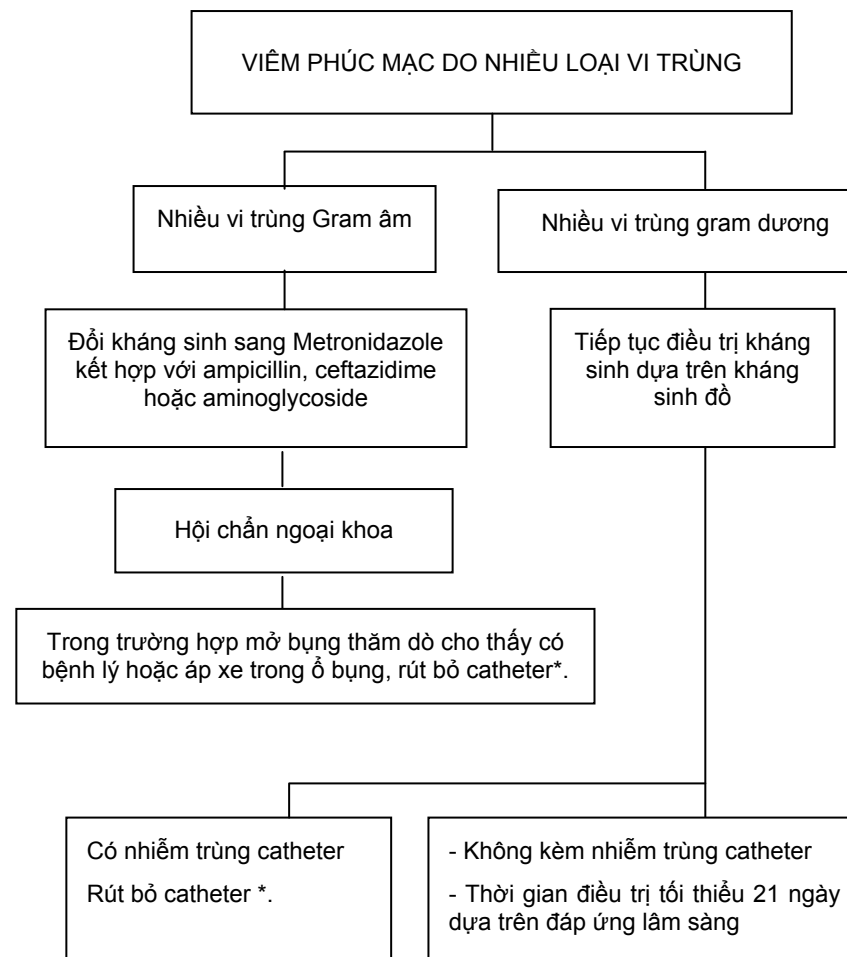 VIÊM PHÚC MẠC DO NHIỀU LOẠI VI TRÙNG
Nhiều vi trùng Gram âm
Nhiều vi trùng gram dương
Đổi kháng sinh sang Metronidazole
kết hợp với ampicillin, ceftazidime
hoặc aminoglycoside
Tiếp tục điều trị kháng
sinh dựa trên kháng
sinh đồ
Hội chẩn ngoại khoa
Trong trường hợp mở bụng thăm dò cho thấy có
bệnh lý hoặc áp xe trong ổ bụng, rút bỏ catheter*.
Có nhiễm trùng catheter
Rút bỏ catheter *.
- Không kèm nhiễm trùng catheter
- Thời gian điều trị tối thiểu 21 ngày
dựa trên đáp ứng lâm sàng